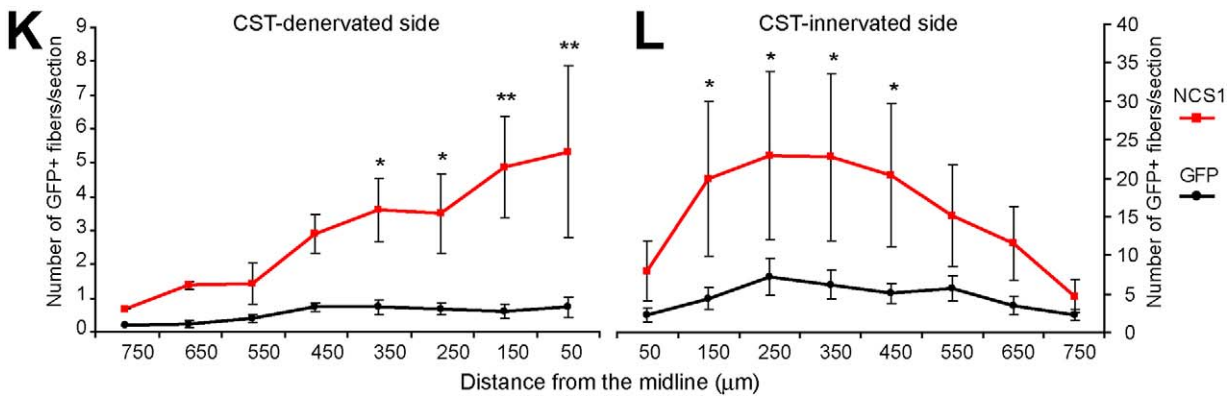 K
CST-denervated side
Number of GFP+ fibers/section
9
8
7
6
5
4
3
2
1
0
** 
**
*
*
750 650 550 450 350 250 150 50
L
CST-innervated side
* * * *
40
35
30
25
20
15
10
5
0
Number of GFP+ fibers/section
50 150 250 350 450 550 650 750
NCS1
GFP
Distance from the midline (μm)